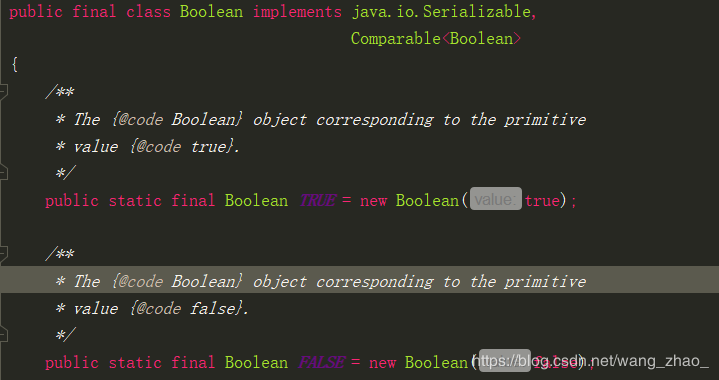 public final class Boolean implements java.io.Serializable,
Comparable<Boolean>
{
/**
* The {@code Boolean} object corresponding to the primitive
* value {@code true}.
*/
public static final Boolean TRUE = new Boolean( value: true);
/**
* The {@code Boolean} object corresponding to the primitive
* value {@code false}.
*/
public static final Boolean FALSE = new Boolean( false);
https://blog.csdn.net/wang_zhao_